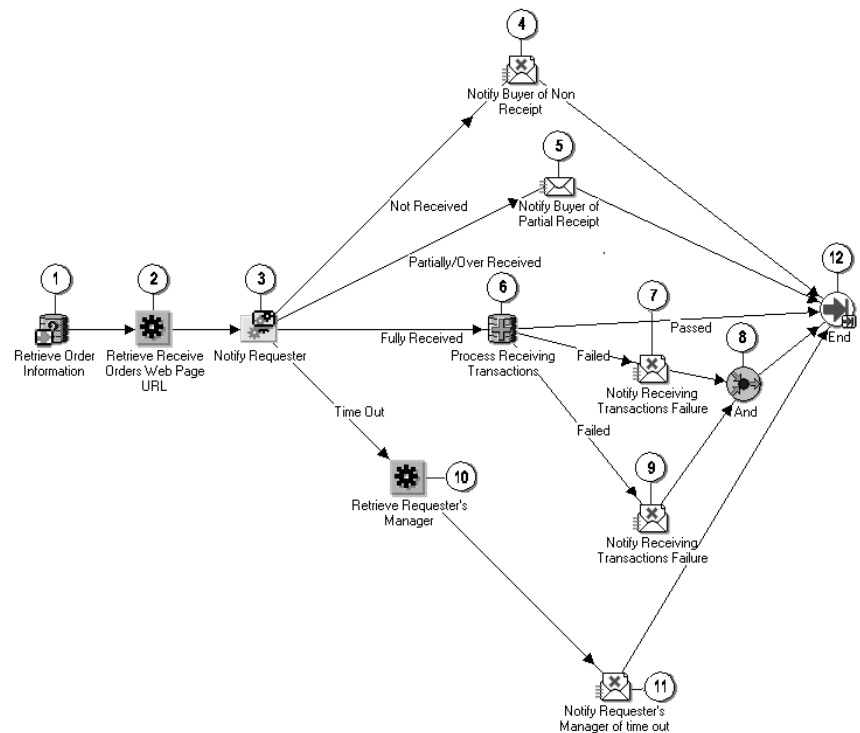 4
Notify Buyer of Non
Receipt
5
Notify Buyer of
Partial Receipt
Not Received
Partially/Over Received
1
Retrieve Order
Information
2
Retrieve Receive
Orders Web Page
URL
3
Notify Requester
Fully Received
6
Process Receiving
Transactions
Passed
12
End
Failed
7
Notify Receiving
Transactions Failure
8
And
Failed
9
Notify Receiving
Transactions Failure
Time Out
10
Retrieve Requester's
Manager
11
Notify Requester's
Manager of time out